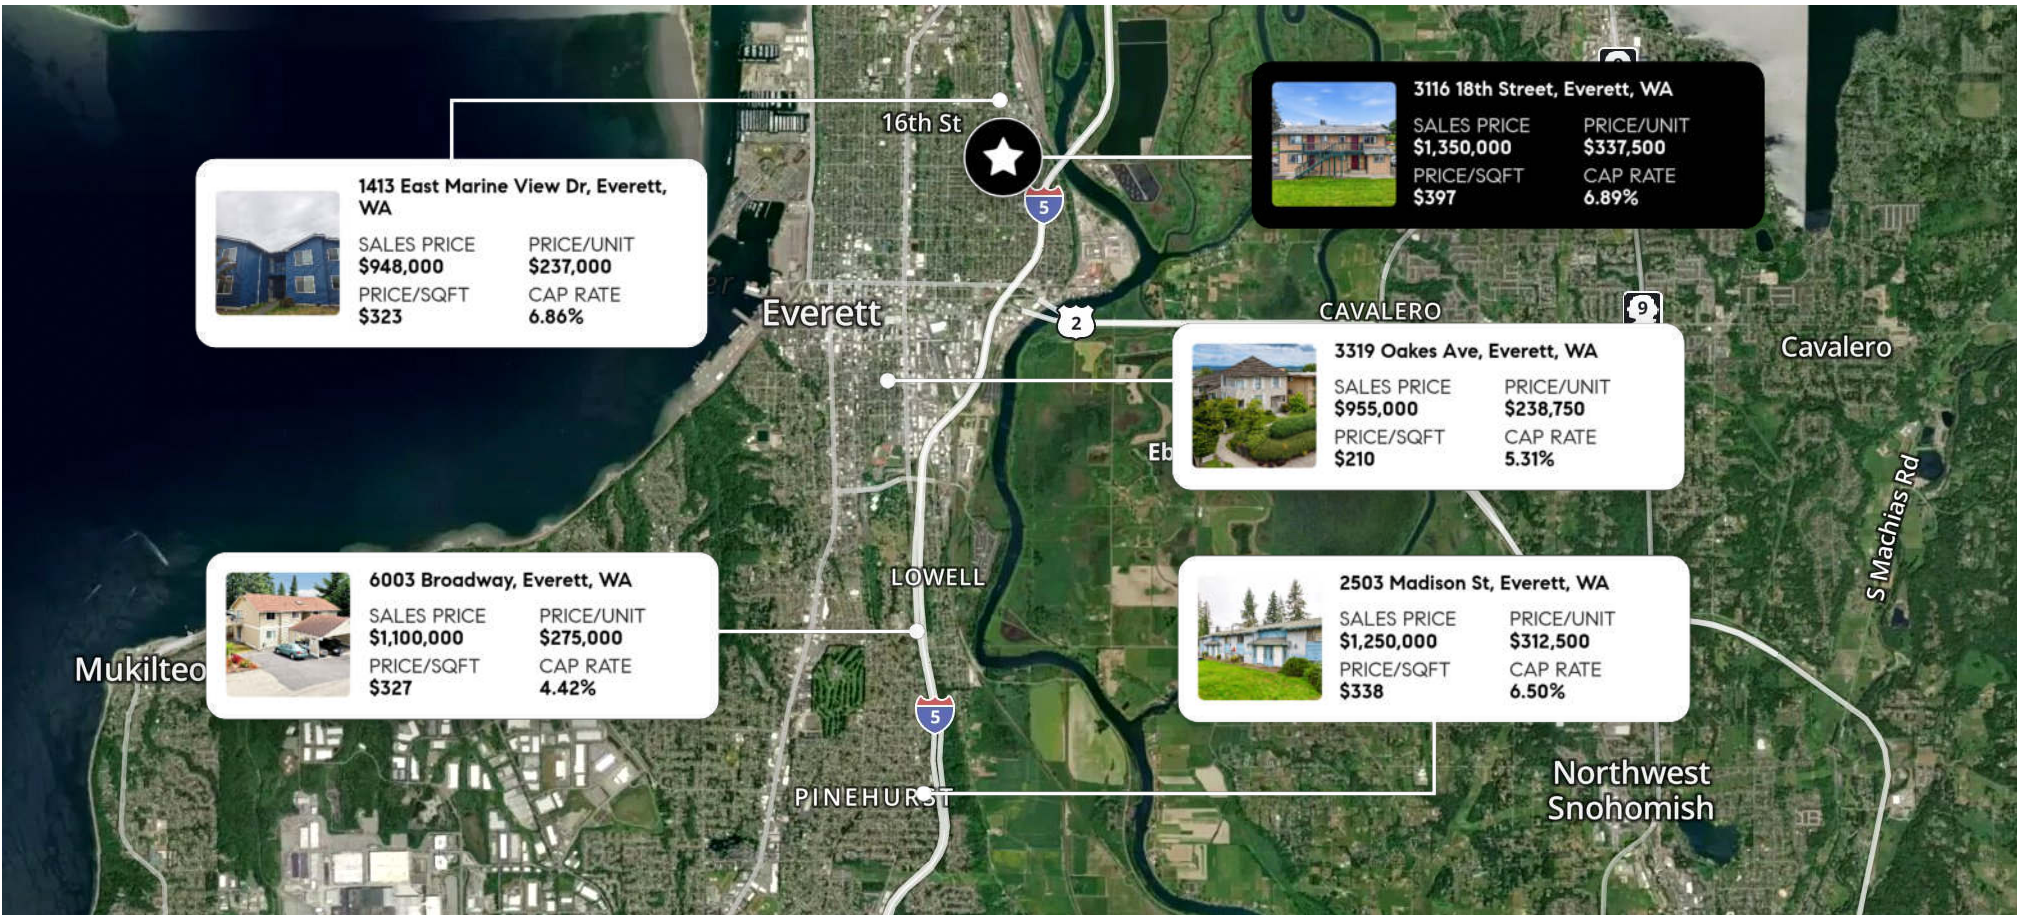 16th St
5
3116 18th Street, Everett, WA
SALES PRICE PRICE/UNIT
$1,350,000 $337,500
PRICE/SQFT CAP RATE
$397 6.89%
1413 East Marine View Dr, Everett,
WA
SALES PRICE PRICE/UNIT
$948,000 $237,000
PRICE/SQFT CAP RATE
$323 6.86%
Everett
2
CAVALERO
9
Cavalero
3319 Oakes Ave, Everett, WA
SALES PRICE PRICE/UNIT
$955,000 $238,750
PRICE/SQFT CAP RATE
$210 5.31%
Eb
S Machias Rd
LOWELL
6003 Broadway, Everett, WA
SALES PRICE PRICE/UNIT
$1,100,000 $275,000
PRICE/SQFT CAP RATE
$327 4.42%
Mukilteo
2503 Madison St, Everett, WA
SALES PRICE PRICE/UNIT
$1,250,000 $312,500
PRICE/SQFT CAP RATE
$338 6.50%
5
PINEHURST
Northwest
Snohomish